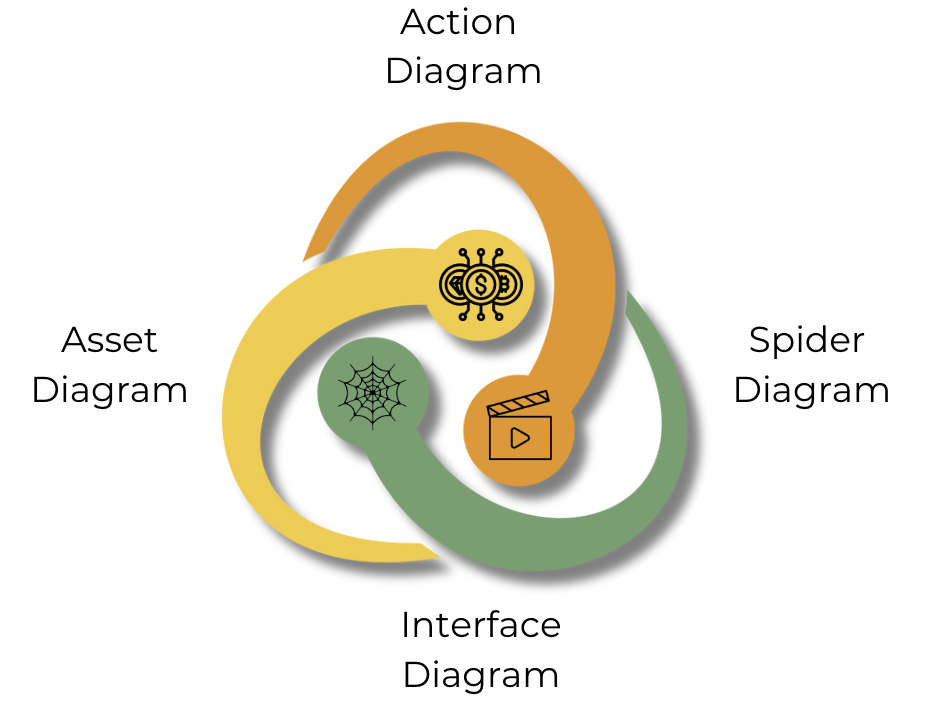 Action
Diagram
Asset
Diagram
Spider
Diagram
Interface
Diagram